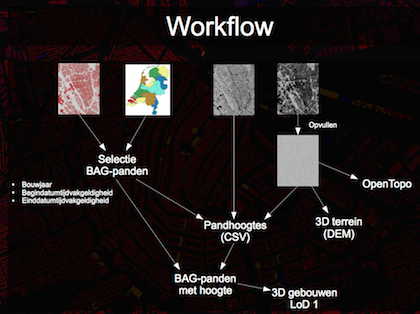 Workflow
Opvullen
Selectie
BAG-panden
Bouwjaar
Begindatumtijdvakgeldigheid
Einddatumtijdvakgeldigheid
OpenTopo
Pandhoogtes
(CSV)
3D terrein
(DEM)
BAG-panden
met hoogte
3D gebouwen
LoD 1